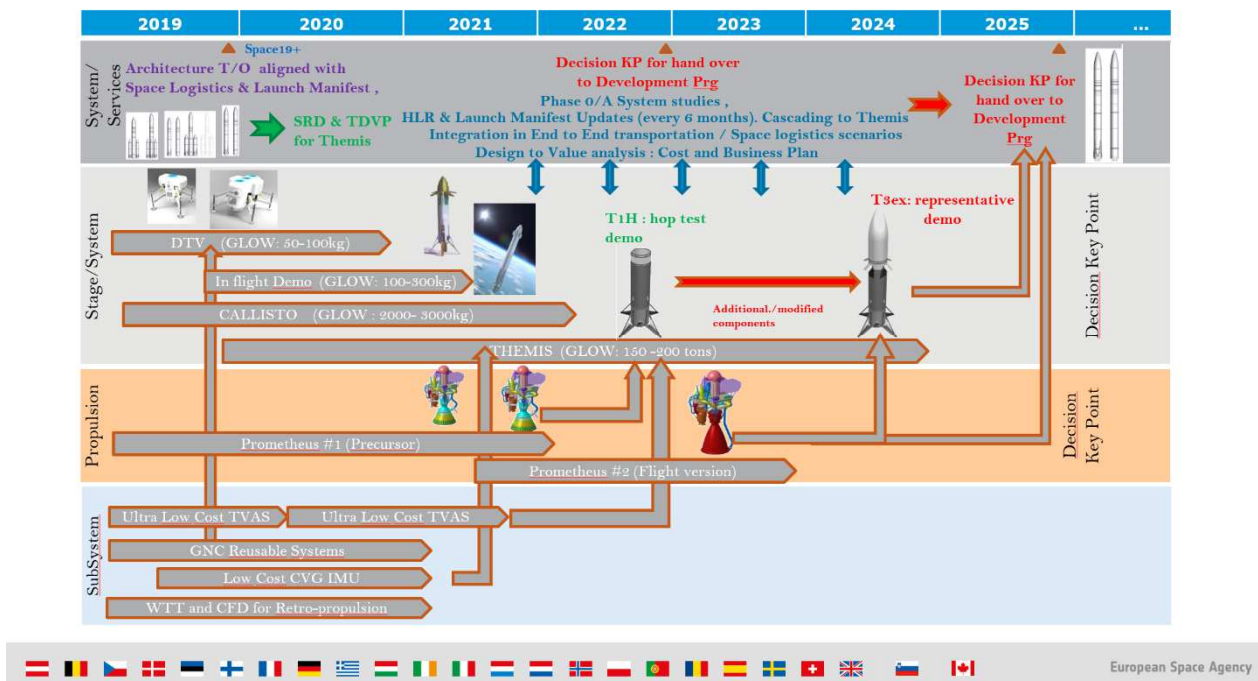 2019 2020 2021 2022 2023 2024 2025 ...
System/
Services
Space19+
Architecture T/O aligned with
Space Logistics & Launch Manifest ,
SRD & TDVP
for Themis
Decision KP for hand over
to Development Prg
Phase 0/A System studies ,
HLR & Launch Manifest Updates (every 6 months). Cascading to Themis
Integration in End to End transportation / Space logistics scenarios
Design to Value analysis : Cost and Business Plan
Decision KP for
hand over to
Development
Prg
Stage/System
DTV (GLOW: 50-100kg)
In flight Demo (GLOW: 100-300kg)
CALLISTO (GLOW : 2000- 3000kg)
THEMIS (GLOW: 150 -200 tons)
T1H : hop test
demo
Additional./modified
components
T3ex: representative
demo
Decision Key Point
Propulsion
Prometheus #1 (Precursor)
Prometheus #2 (Flight version)
Decision
Key Point
SubSystem
Ultra Low Cost TVAS
Ultra Low Cost TVAS
GNC Reusable Systems
Low Cost CVG IMU
WTT and CFD for Retro-propulsion
European Space Agency